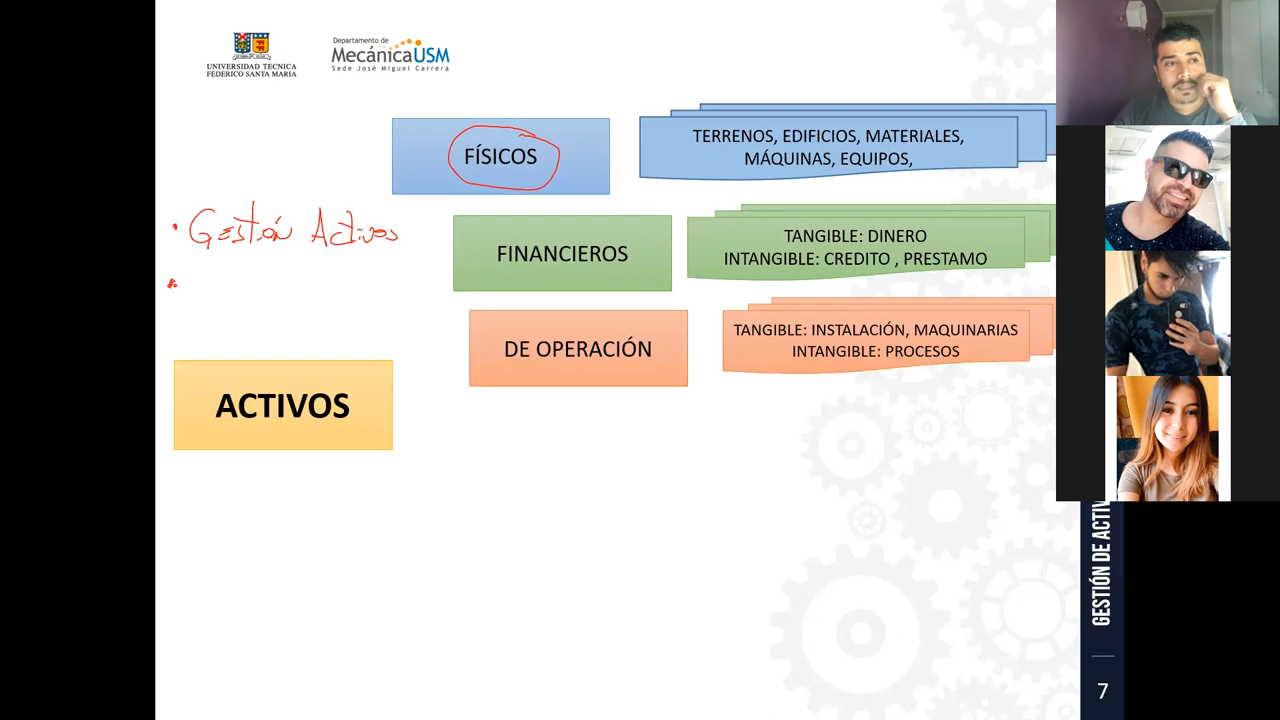 UNIVERSIDAD TECNICA
FEDERICO SANTA MARIA
Departamento de
MecánicaUSM
Sede José Miguel Carrera
FÍSICOS
TERRENOS, EDIFICIOS, MATERIALES,
MÁQUINAS, EQUIPOS,
• Gestión Activos
•
FINANCIEROS
TANGIBLE: DINERO
INTANGIBLE: CREDITO , PRESTAMO
DE OPERACIÓN
TANGIBLE: INSTALACIÓN, MAQUINARIAS
INTANGIBLE: PROCESOS
ACTIVOS
GESTIÓN DE ACTIV
7